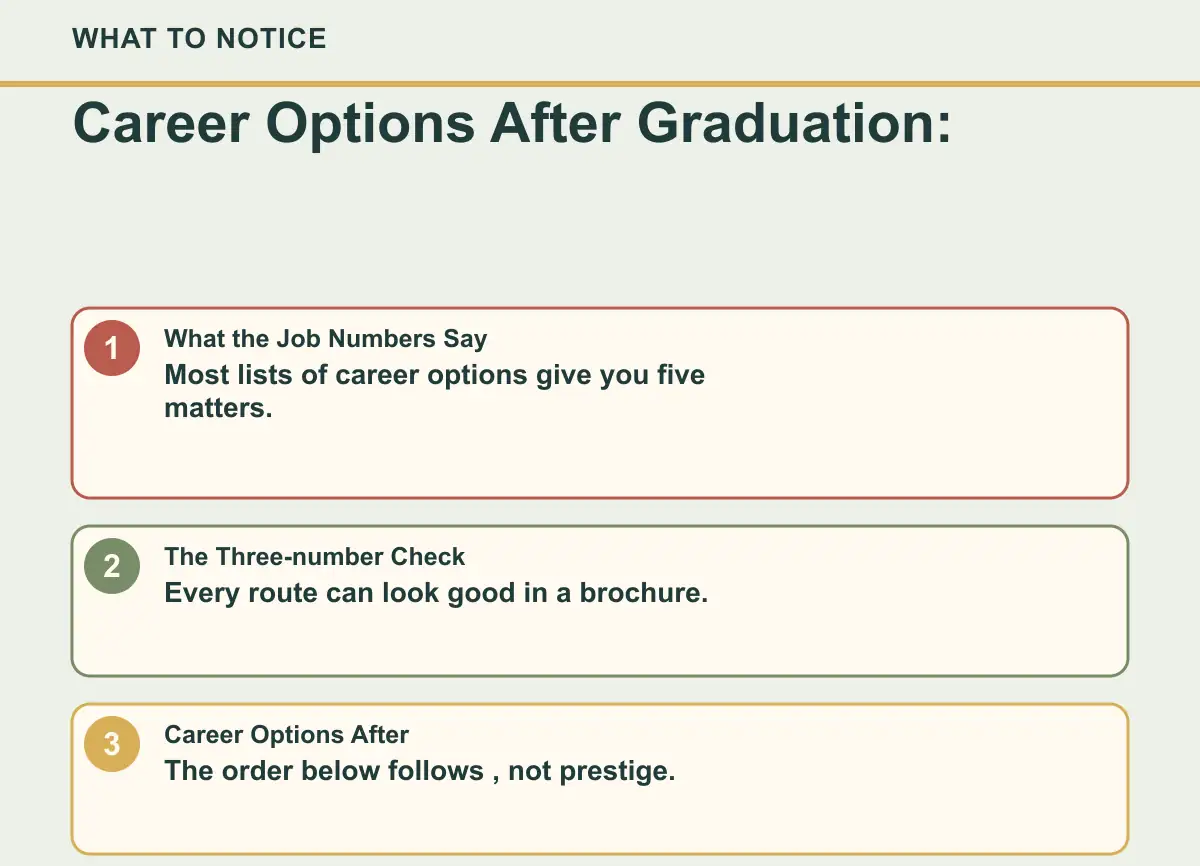 WHAT TO NOTICE
Career Options After Graduation:
1
What the Job Numbers Say
Most lists of career options give you five
matters.
2
The Three-number Check
Every route can look good in a brochure.
3
Career Options After
The order below follows , not prestige.